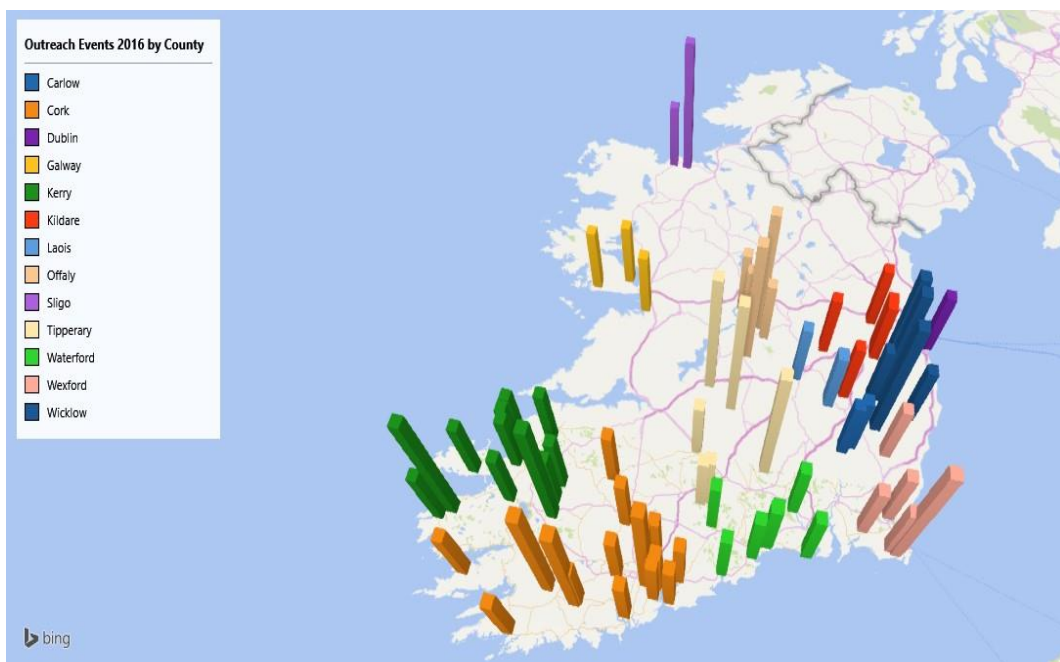 Outreach Events 2016 by County
Carlow
Cork
Dublin
Galway
Kerry
Kildare
Laois
Offaly
Sligo
Tipperary
Waterford
Wexford
Wicklow
bing